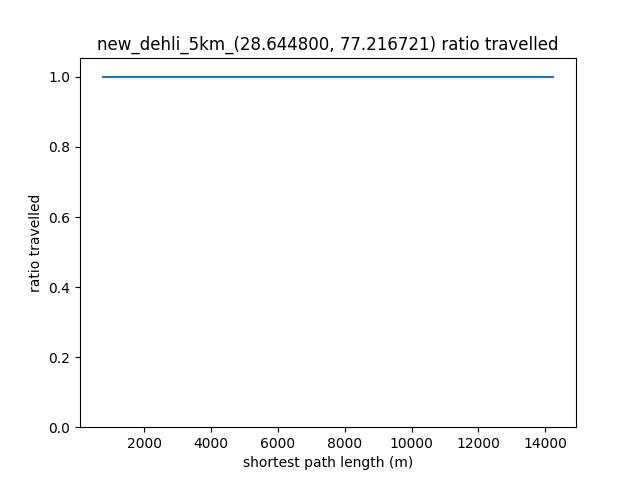 new_dehli_5km_(28.644800, 77.216721) ratio travelled
1.0
0.8
0.6
0.4
0.2
0.0
ratio travelled
2000 4000 6000 8000 10000 12000 14000
shortest path length (m)